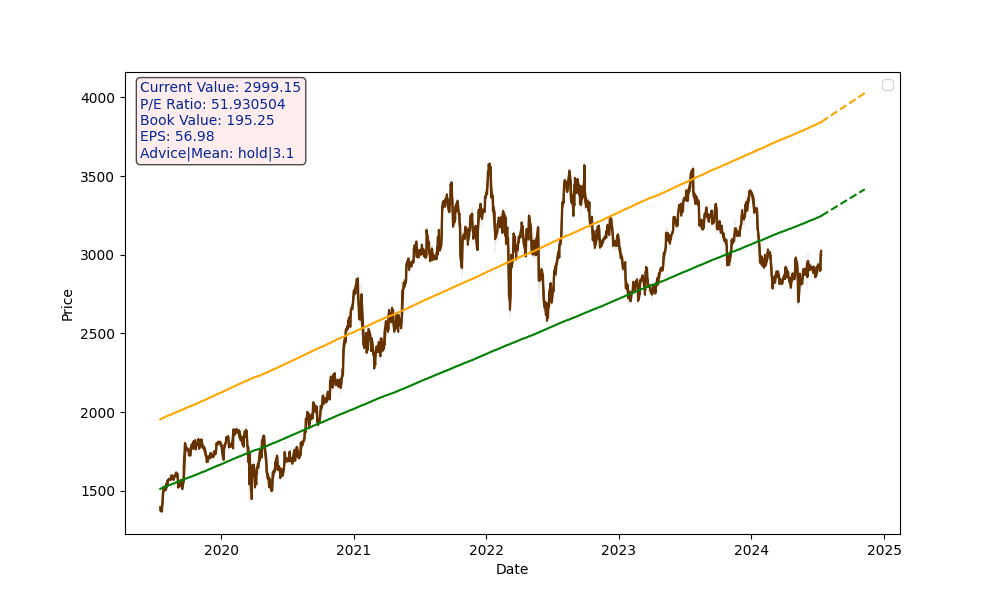 Current Value: 2999.15
P/E Ratio: 51.930504
Book Value: 195.25
EPS: 56.98
Advice|Mean: hold|3.1
4000
3500
3000
2500
2000
1500
Price
2020
2021
2022
2023
2024
2025
Date